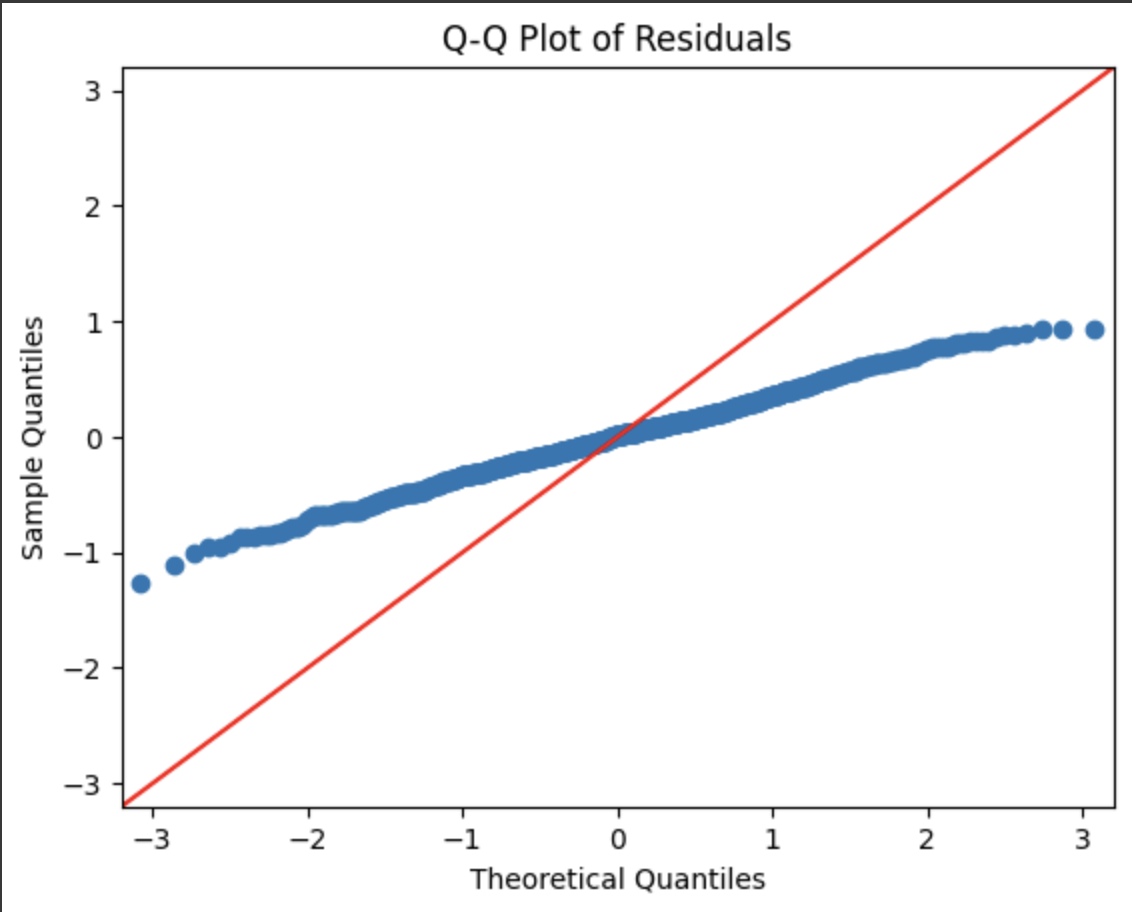 Q-Q Plot of Residuals
3
2
1
0
−1
−2
−3
Sample Quantiles
−3 −2 −1 0 1 2 3
Theoretical Quantiles